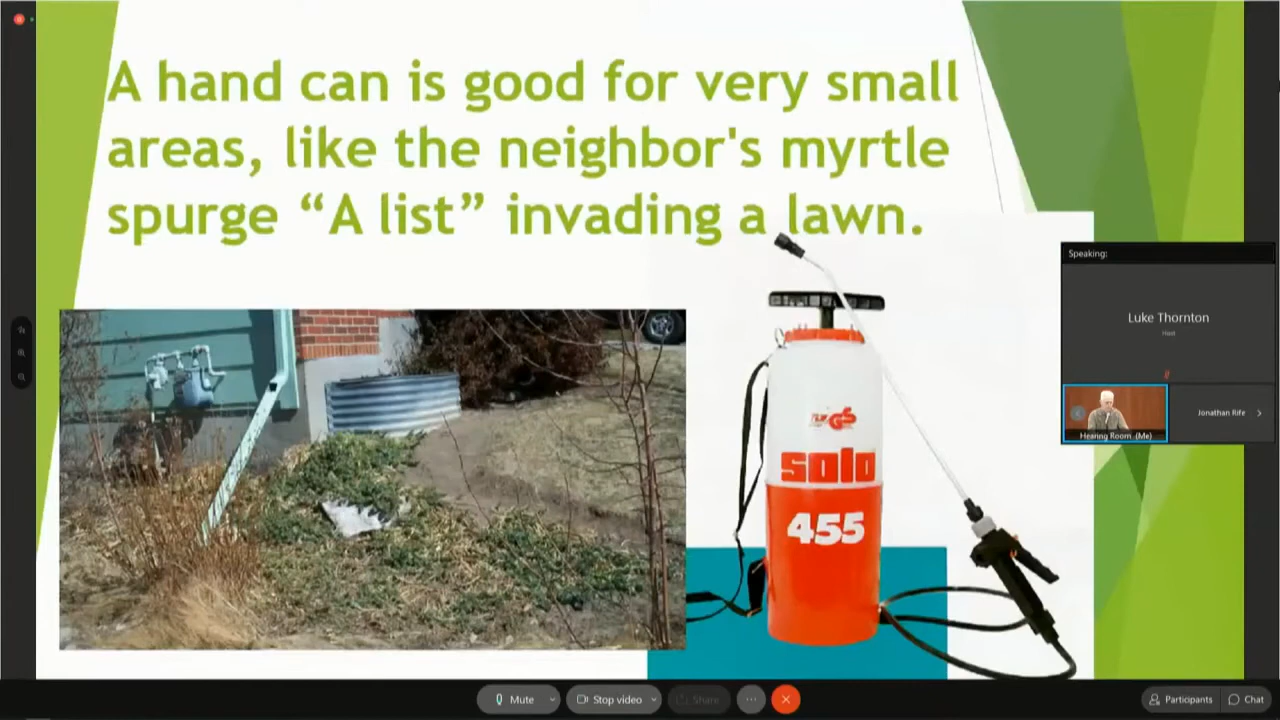 A hand can is good for very small
areas, like the neighbor's myrtle
spurge “A list” invading a lawn.
Speaking:
Luke Thornton
Host
Hearing Room (Me)
Jonathan Rife
solo
455
Mute
Stop video
Share
Participants
Chat